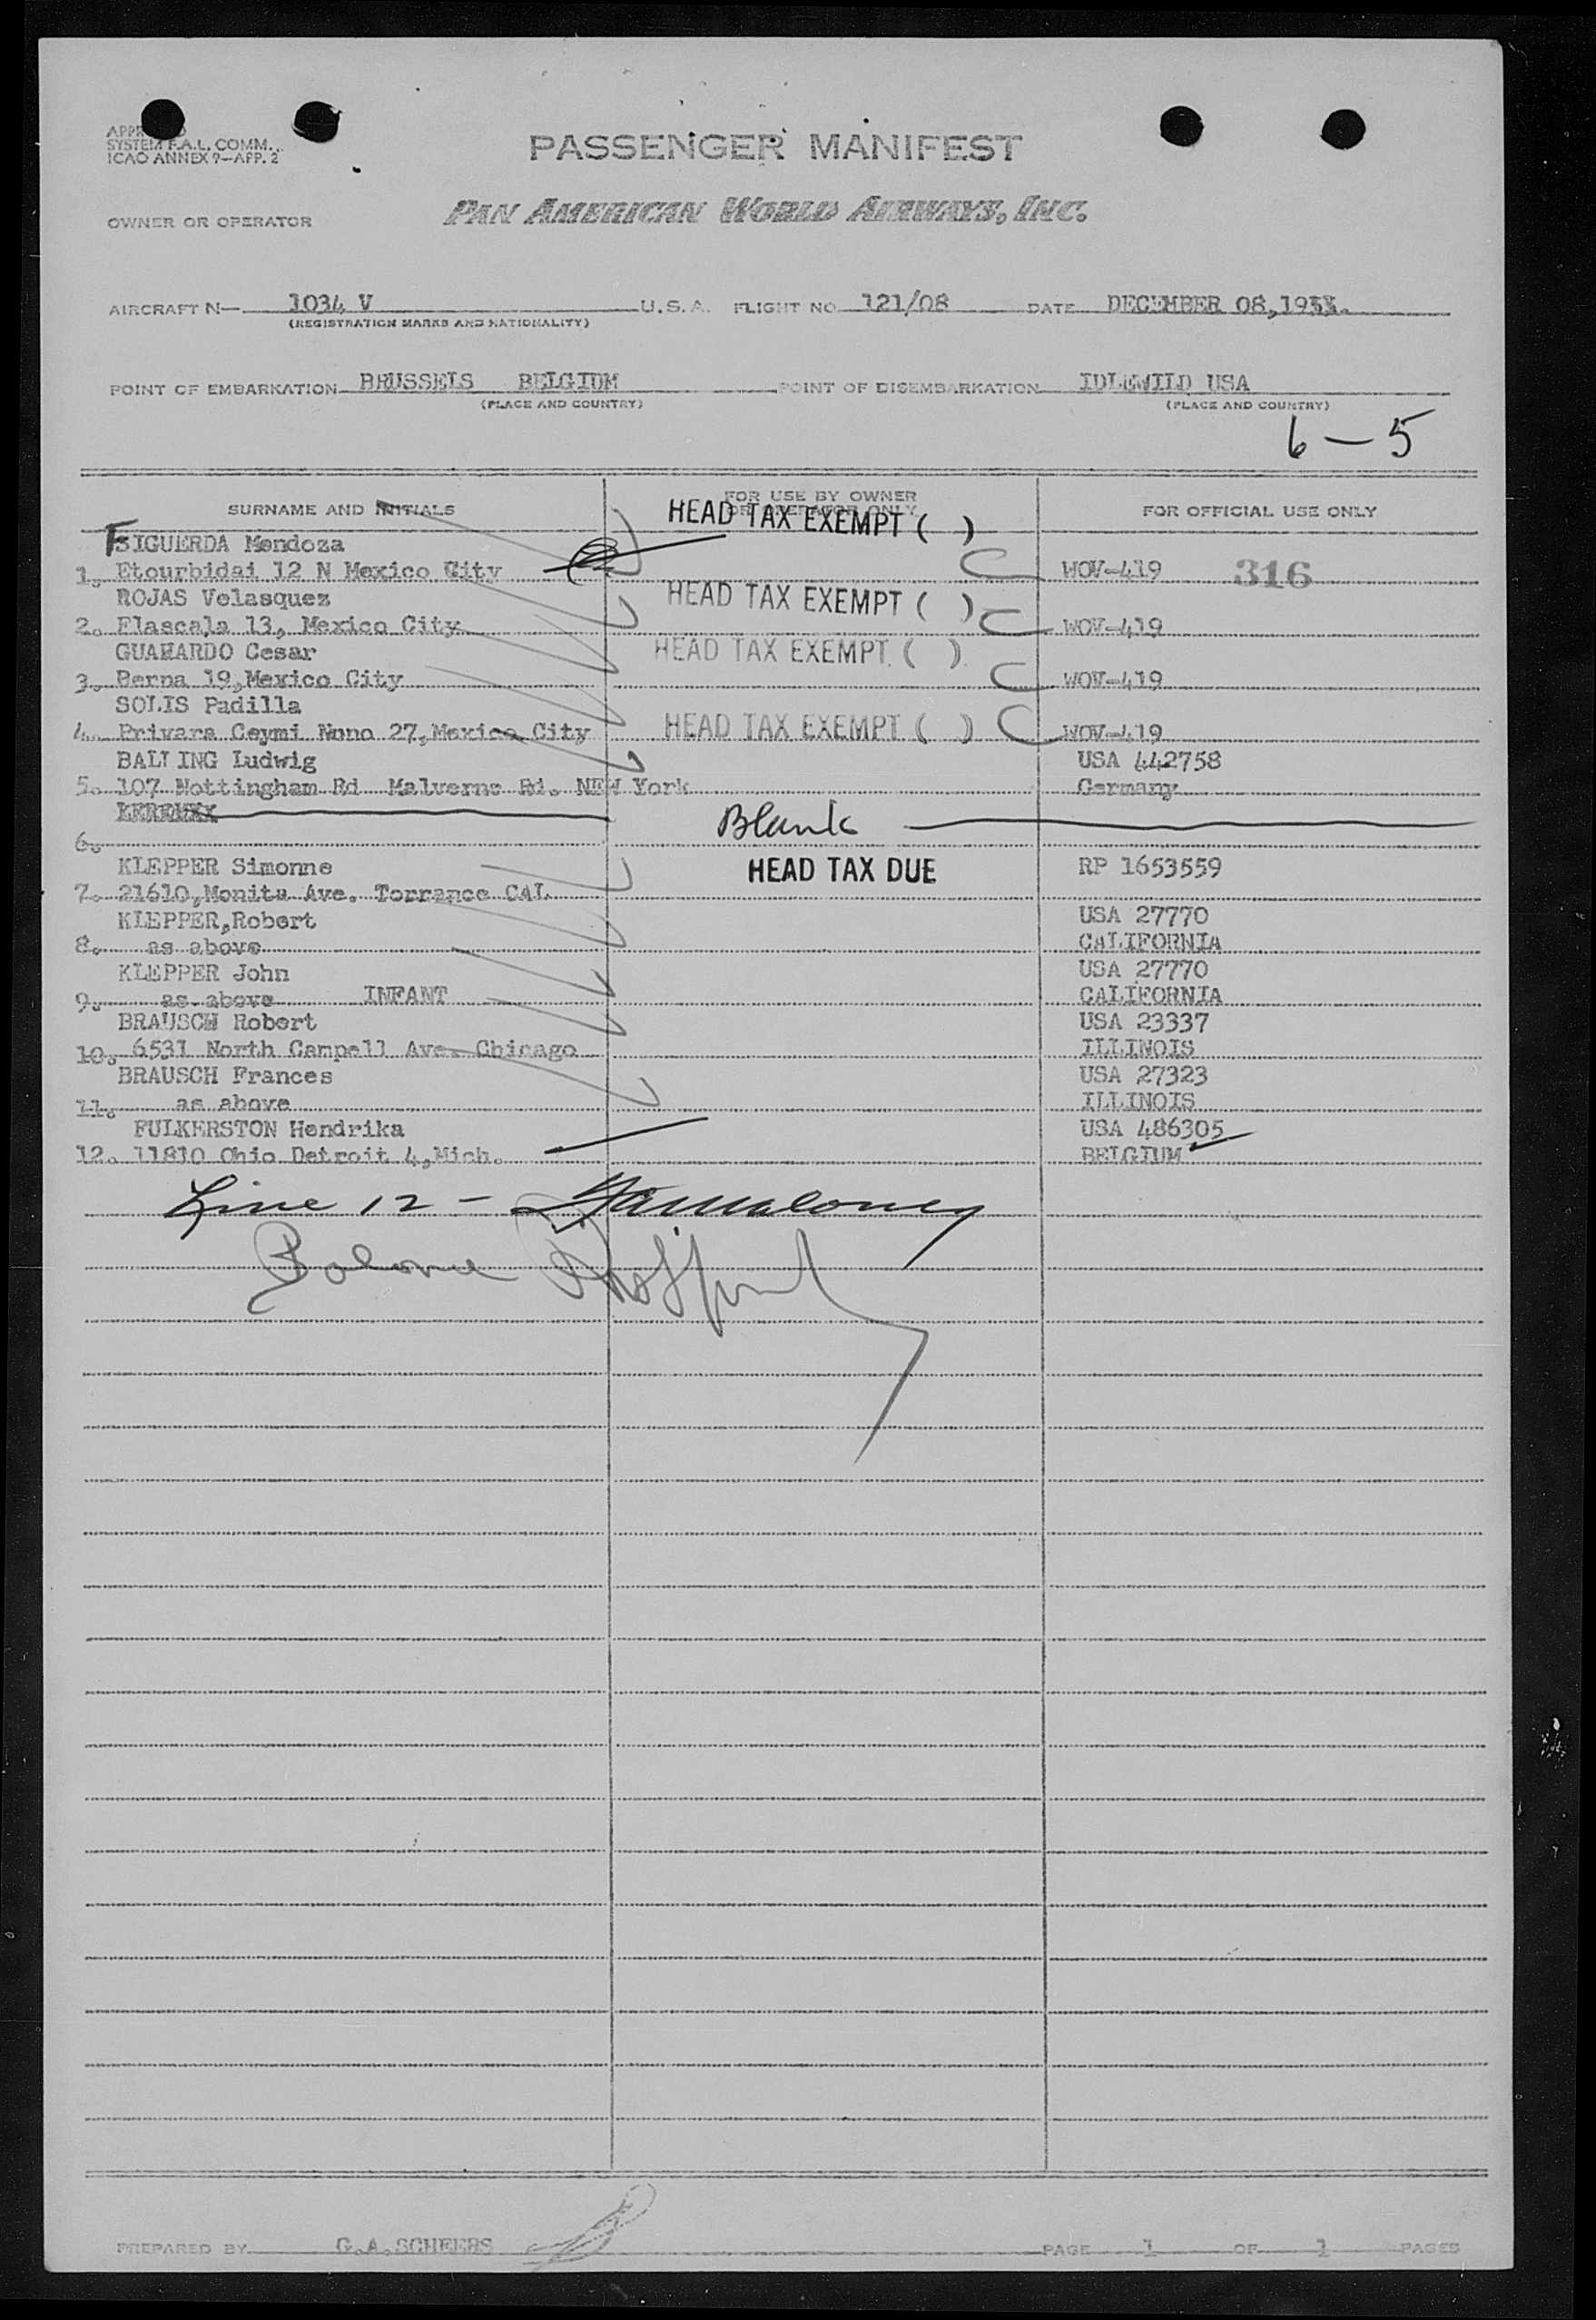 SYSTEM F.A.L. COMM.
ICAO ANNEX 9—APP. 2
PASSENGER MANIFEST
OWNER OR OPERATOR PAN AMERICAN WORLD AIRWAYS, INC.
AIRCRAFT N— 1034 V U.S.A. FLIGHT NO 121/08 DATE DECEMBER 08,1953.
(REGISTRATION MARKS AND NATIONALITY)
POINT OF EMBARKATION BRUSSELS BELGIUM POINT OF DISEMBARKATION IDLEWILD USA
(PLACE AND COUNTRY) (PLACE AND COUNTRY)
6 — 5
SURNAME AND INITIALS FOR USE BY OWNER OR OPERATOR ONLY FOR OFFICIAL USE ONLY
HEAD TAX EXEMPT ( )
FSIGUERDA Mendoza
1. Etourbidai 12 N Mexico City WOV-419 316
ROJAS Velasquez HEAD TAX EXEMPT ( )
2. Flascala 13, Mexico City WOV-419
GUAHARDO Cesar HEAD TAX EXEMPT ( )
3. Berna 19,Mexico City WOV-419
SOLIS Padilla
4. Privara Ceymi Nuno 27,Mexico City HEAD TAX EXEMPT ( ) WOV-419
BALLING Ludwig USA 442758
5. 107 Nottingham Rd Malverne Rd. NEW York Germany
Blank
6.
KLEPPER Simonne HEAD TAX DUE RP 1653559
7. 21610,Monita Ave. Torrance CAL
KLEPPER,Robert USA 27770
8. as above CALIFORNIA
KLEPPER John USA 27770
9. as above INFANT CALIFORNIA
BRAUSCH Robert USA 23337
10. 6531 North Campell Ave. Chicago ILLINOIS
BRAUSCH Frances USA 27323
11. as above ILLINOIS
FULKERSTON Hendrika USA 486305
12. 11810 Ohio Detroit 4,Mich. BELGIUM
Line 12 -
Balance
PREPARED BY G.A.SCHEERS PAGE 1 OF 1 PAGES